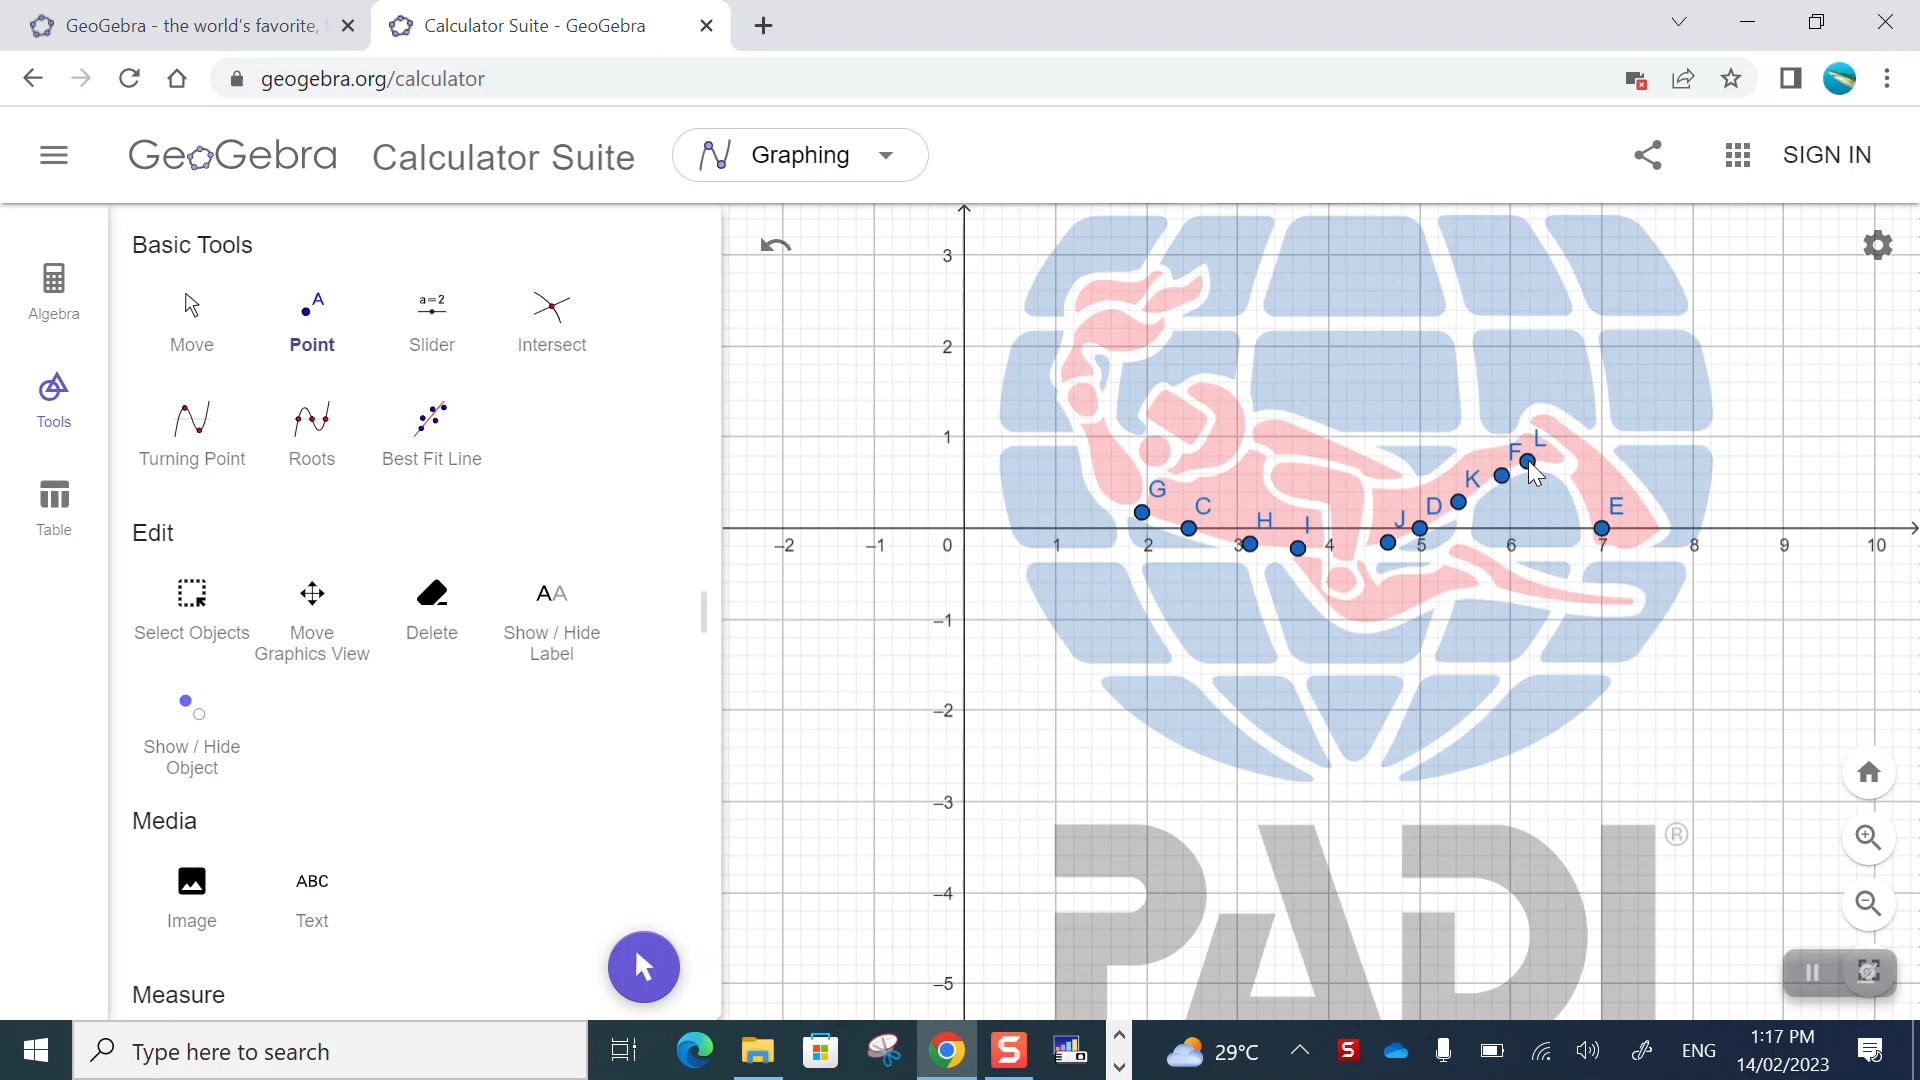 GeoGebra - the world's favorite,
Calculator Suite - GeoGebra
geogebra.org/calculator
GeoGebra Calculator Suite
Graphing
SIGN IN
Algebra
Tools
Table
Basic Tools
A
a=2
Move Point Slider Intersect
Turning Point Roots Best Fit Line
Edit
AA
Select Objects Move Graphics View Delete Show / Hide Label
Show / Hide Object
Media
ABC
Image Text
Measure
3
2
1
−2 −1 0 1 2 3 4 5 6 7 8 9 10
−1
−2
−3
−4
−5
G C H I J D K F L E
PADI ®
Type here to search
29°C
S
S
ENG
1:17 PM
14/02/2023